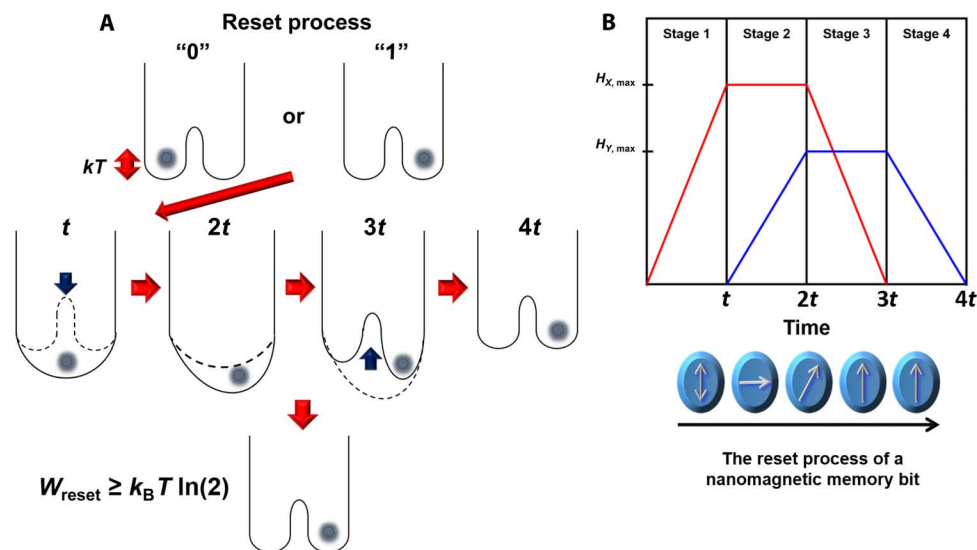 A
Reset process
“0”
“1”
or
kT
t
2t
3t
4t
W_reset ≥ k_B T ln(2)
B
Stage 1
Stage 2
Stage 3
Stage 4
H_X, max
H_Y, max
t
2t
3t
4t
Time
The reset process of a
nanomagnetic memory bit